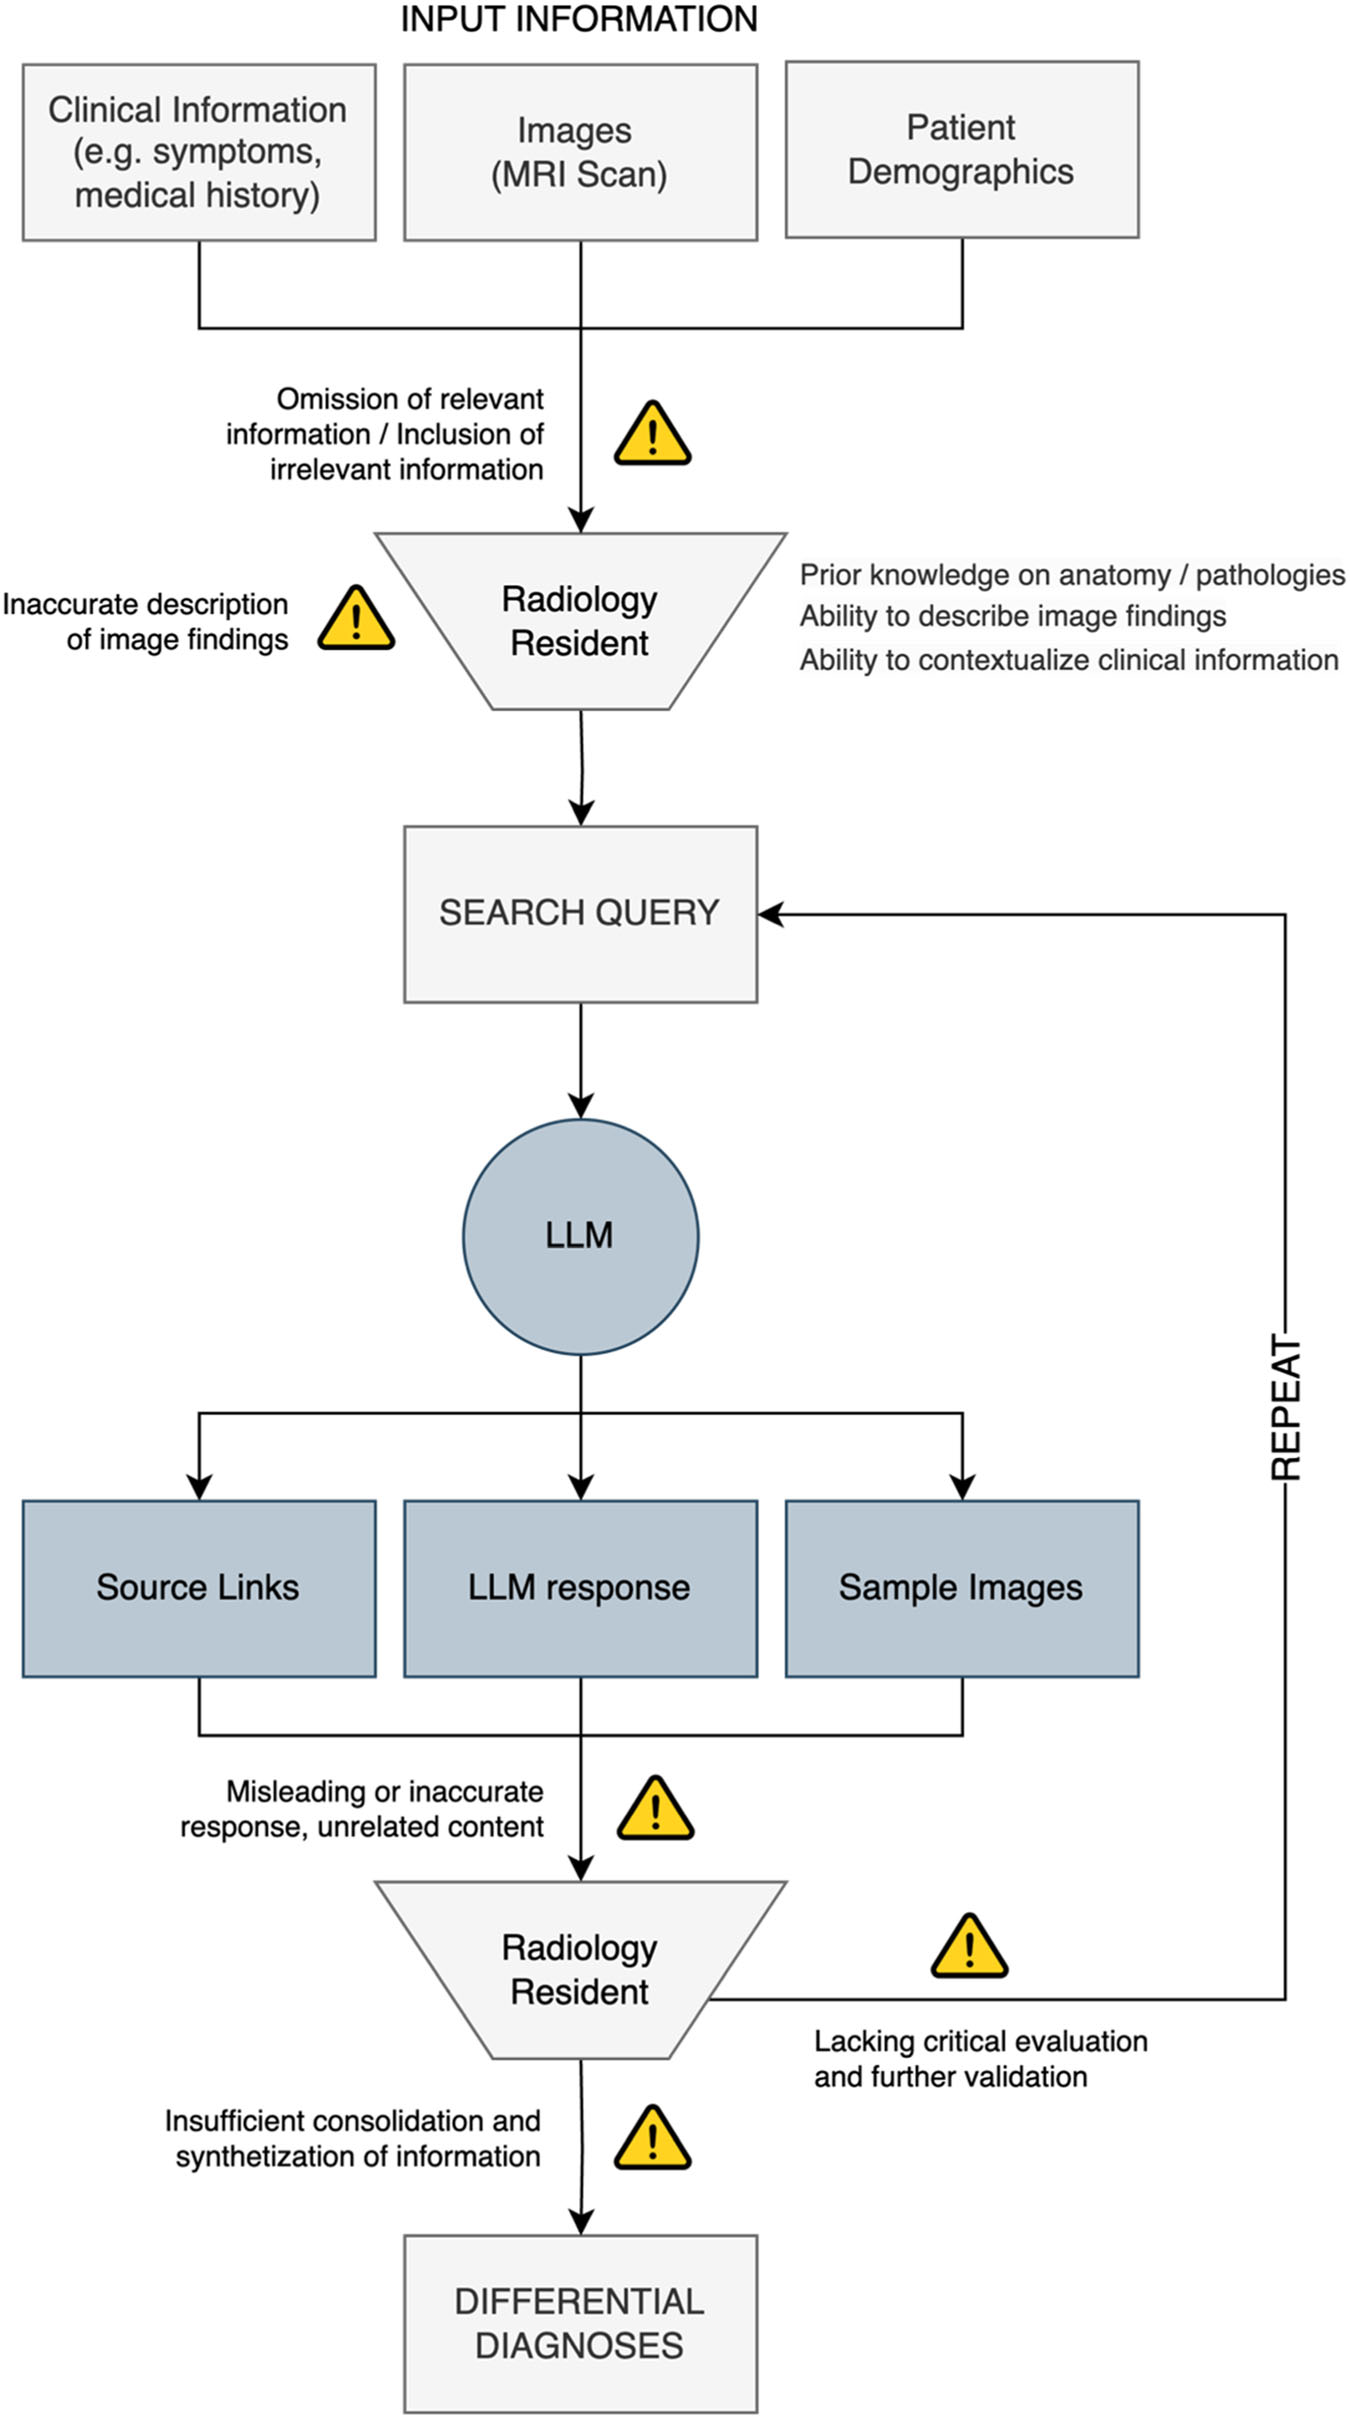 INPUT INFORMATION
Clinical Information
(e.g. symptoms,
medical history)
Images
(MRI Scan)
Patient
Demographics
Omission of relevant
information / Inclusion of
irrelevant information
Inaccurate description
of image findings
Radiology
Resident
Prior knowledge on anatomy / pathologies
Ability to describe image findings
Ability to contextualize clinical information
SEARCH QUERY
LLM
REPEAT
Source Links
LLM response
Sample Images
Misleading or inaccurate
response, unrelated content
Radiology
Resident
Lacking critical evaluation
and further validation
Insufficient consolidation and
synthetization of information
DIFFERENTIAL
DIAGNOSES